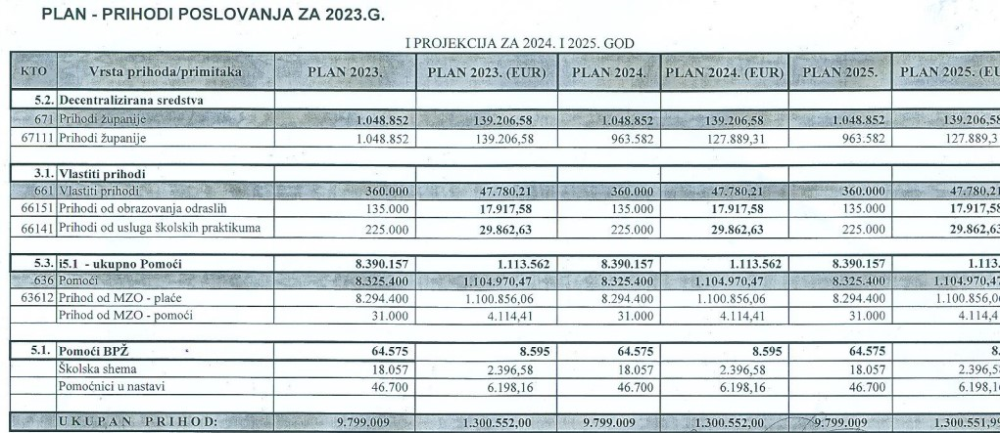 PLAN - PRIHODI POSLOVANJA ZA 2023.G.
I PROJEKCIJA ZA 2024. I 2025. GOD
KTO Vrsta prihoda/primitaka PLAN 2023. PLAN 2023. (EUR) PLAN 2024. PLAN 2024. (EUR) PLAN 2025. PLAN 2025. (EU
5.2. Decentralizirana sredstva
671 Prihodi županije 1.048.852 139.206,58 1.048.852 139.206,58 1.048.852 139.206,58
67111 Prihodi županije 1.048.852 139.206,58 963.582 127.889,31 963.582 127.889,3
3.1. Vlastiti prihodi
661 Vlastiti prihodi 360.000 47.780,21 360.000 47.780,21 360.000 47.780,21
66151 Prihodi od obrazovanja odraslih 135.000 17.917,58 135.000 17.917,58 135.000 17.917,58
66141 Prihodi od usluga školskih praktikuma 225.000 29.862,63 225.000 29.862,63 225.000 29.862,63
5.3. i5.1 - ukupno Pomoći 8.390.157 1.113.562 8.390.157 1.113.562 8.390.157 1.113.
636 Pomoći 8.325.400 1.104.970,47 8.325.400 1.104.970,47 8.325.400 1.104.970,47
63612 Prihod od MZO - plaće 8.294.400 1.100.856,06 8.294.400 1.100.856,06 8.294.400 1.100.856,0
Prihod od MZO - pomoći 31.000 4.114,41 31.000 4.114,41 31.000 4.114,4
5.1. Pomoći BPŽ 64.575 8.595 64.575 8.595 64.575 8.
Školska shema 18.057 2.396,58 18.057 2.396,58 18.057 2.396,5
Pomoćnici u nastavi 46.700 6.198,16 46.700 6.198,16 46.700 6.198,16
UKUPAN PRIHOD: 9.799.009 1.300.552,00 9.799.009 1.300.552,00 9.799.009 1.300.551,99